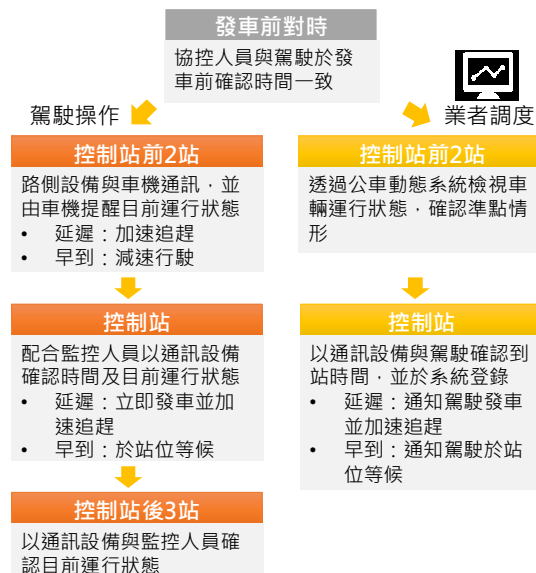 發車前對時
協控人員與駕駛於發
車前確認時間一致
駕駛操作
控制站前2站
路側設備與車機通訊，並
由車機提醒目前運行狀態
• 延遲：加速追趕
• 早到：減速行駛
控制站
配合監控人員以通訊設備
確認時間及目前運行狀態
• 延遲：立即發車並加
速追趕
• 早到：於站位等候
控制站後3站
以通訊設備與監控人員確
認目前運行狀態
業者調度
控制站前2站
透過公車動態系統檢視車
輛運行狀態，確認準點情
形
控制站
以通訊設備與駕駛確認到
站時間，並於系統登錄
• 延遲：通知駕駛發車
並加速追趕
• 早到：通知駕駛於站
位等候